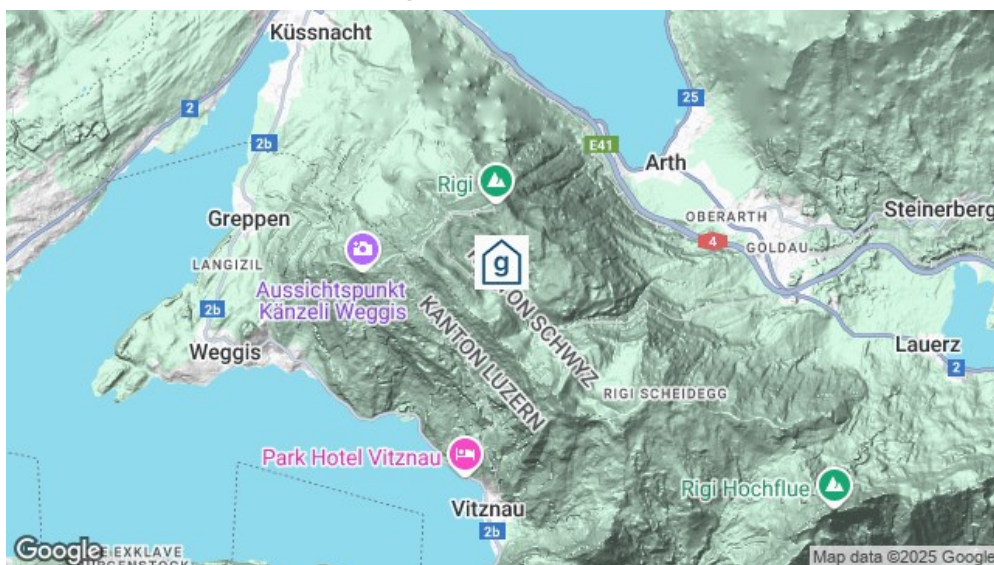 Küssnacht
2
25
2b
E41
Arth
Rigi
Greppen
OBERARTH
Steinerberg
4
GOLDAU
LANGIZIL
g
Aussichtspunkt
Känzeli Weggis
KANTON SCHWYZ
2b
Weggis
KANTON LUZERN
Lauerz
2
RIGI SCHEIDEGG
Park Hotel Vitznau
Rigi Hochflue
Vitznau
2b
Google
EXKLAVE
Map data ©2025 Google